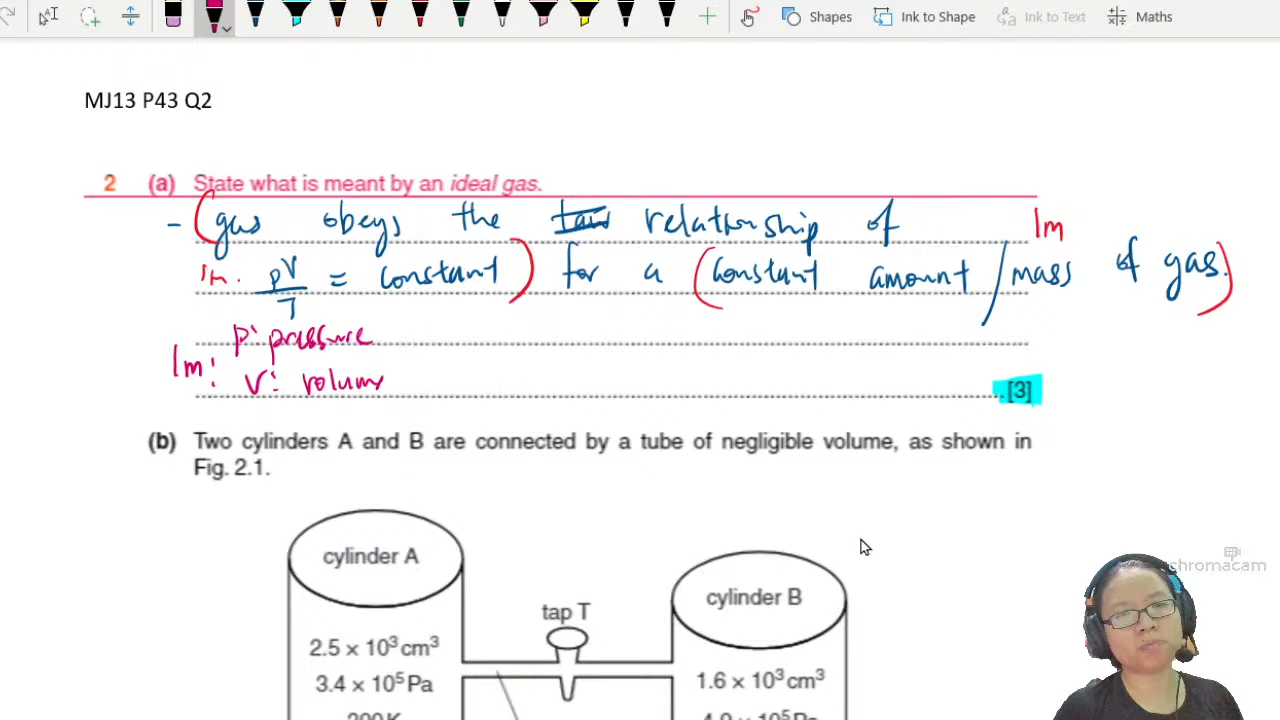 Shapes
Ink to Shape
Ink to Text
Maths
MJ13 P43 Q2
2 (a) State what is meant by an ideal gas.
- (gas obeys the relationship of 1m
1m. pV/T = constant) for a (constant amount / mass of gas.)
p: pressure
1m: V: volume
[3]
(b) Two cylinders A and B are connected by a tube of negligible volume, as shown in
Fig. 2.1.
cylinder A
cylinder B
tap T
2.5 × 10³ cm³
3.4 × 10⁵ Pa
1.6 × 10³ cm³
chromacam